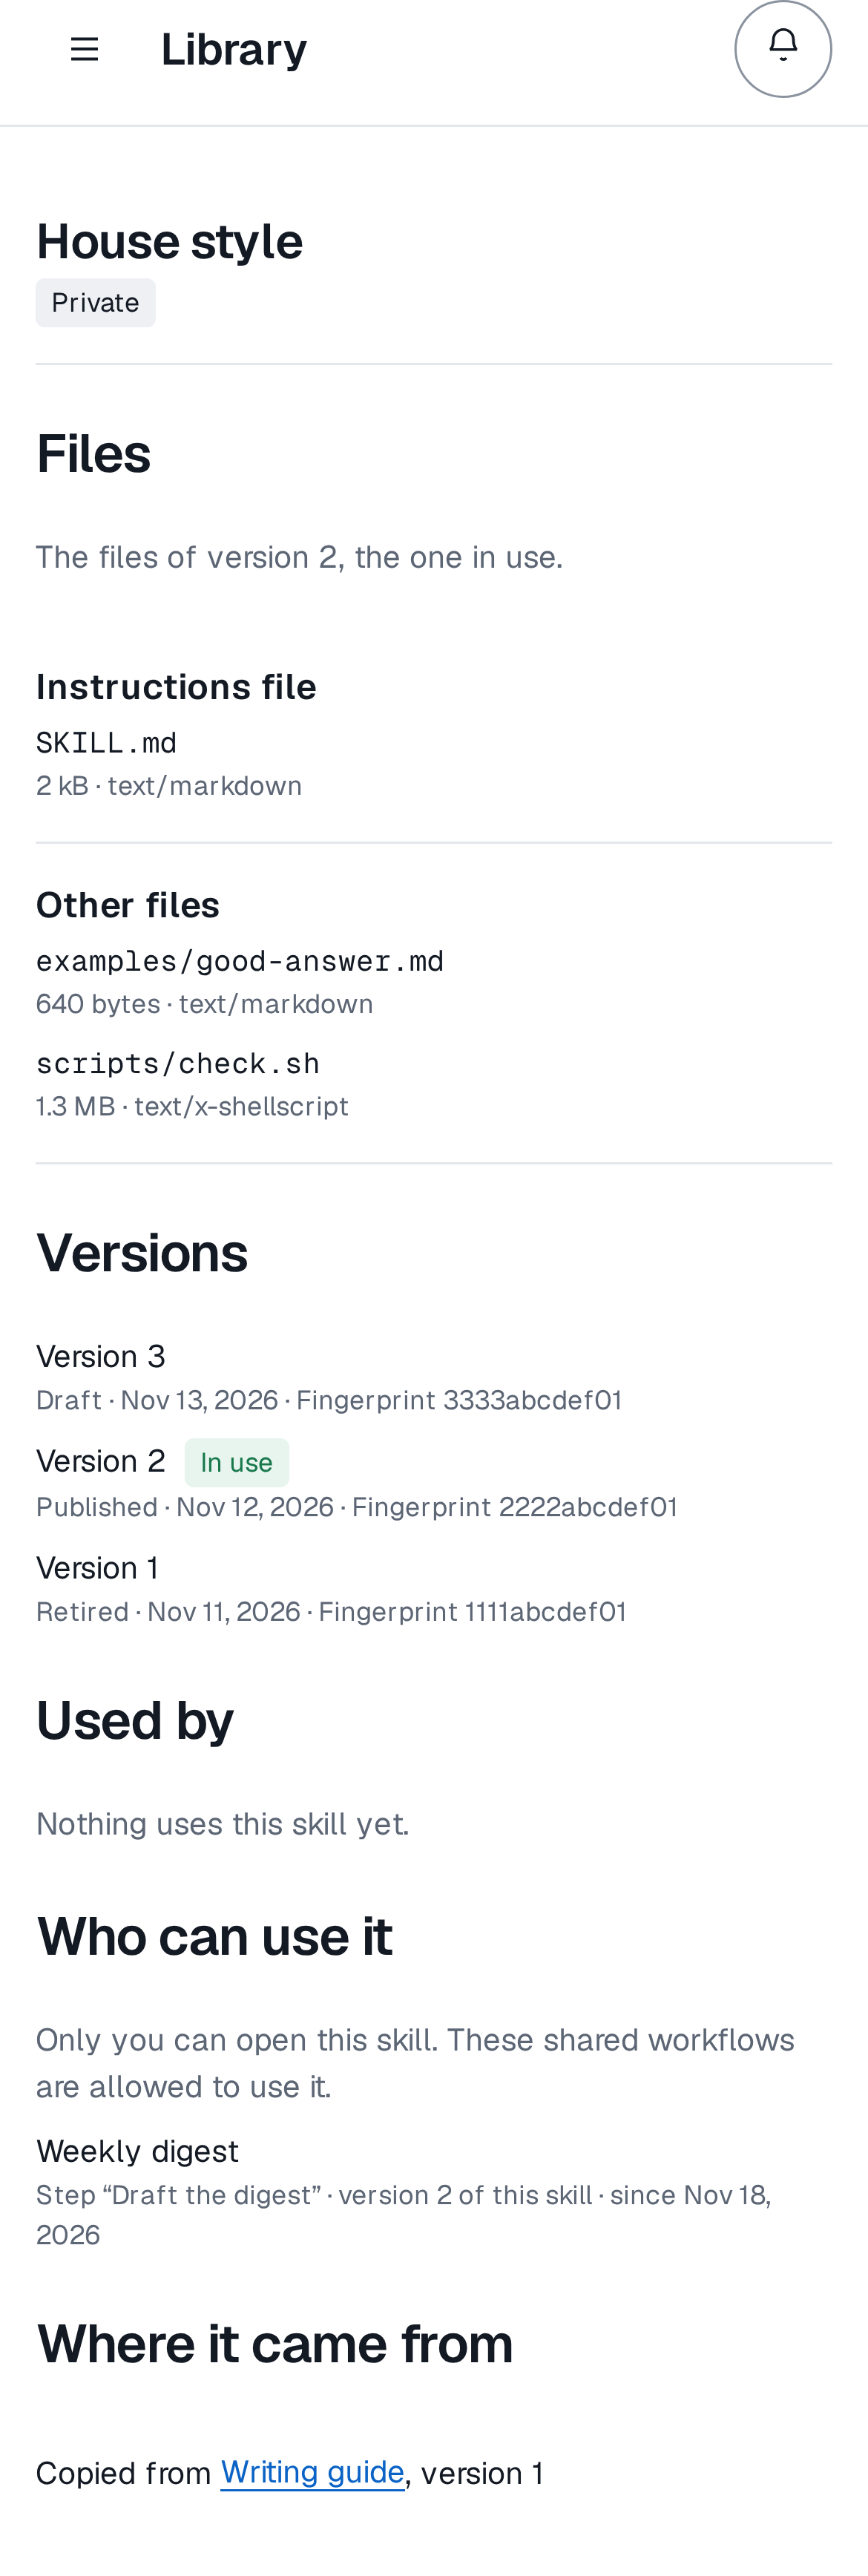 Library
House style
Private
Files
The files of version 2, the one in use.
Instructions file
SKILL.md
2 kB · text/markdown
Other files
examples/good-answer.md
640 bytes · text/markdown
scripts/check.sh
1.3 MB · text/x-shellscript
Versions
Version 3
Draft · Nov 13, 2026 · Fingerprint 3333abcdef01
Version 2 In use
Published · Nov 12, 2026 · Fingerprint 2222abcdef01
Version 1
Retired · Nov 11, 2026 · Fingerprint 1111abcdef01
Used by
Nothing uses this skill yet.
Who can use it
Only you can open this skill. These shared workflows
are allowed to use it.
Weekly digest
Step “Draft the digest” · version 2 of this skill · since Nov 18,
2026
Where it came from
Copied from Writing guide, version 1